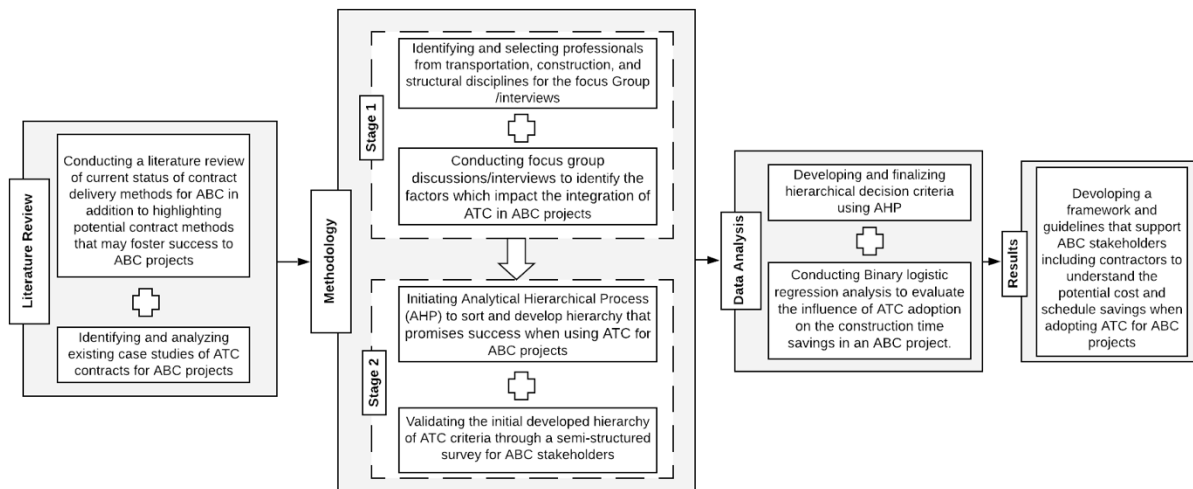 Literature Review
Conducting a literature review
of current status of contract
delivery methods for ABC in
addition to highlighting
potential contract methods
that may foster success to
ABC projects
Identifying and analyzing
existing case studies of ATC
contracts for ABC projects
Methodology
Stage 1
Identifying and selecting professionals
from transportation, construction, and
structural disciplines for the focus Group
/interviews
Conducting focus group
discussions/interviews to identify the
factors which impact the integration of
ATC in ABC projects
Stage 2
Initiating Analytical Hierarchical Process
(AHP) to sort and develop hierarchy that
promises success when using ATC for
ABC projects
Validating the initial developed hierarchy
of ATC criteria through a semi-structured
survey for ABC stakeholders
Data Analysis
Developing and finalizing
hierarchical decision criteria
using AHP
Conducting Binary logistic
regression analysis to evaluate
the influence of ATC adoption
on the construction time
savings in an ABC project.
Results
Developing a
framework and
guidelines that support
ABC stakeholders
including contractors to
understand the
potential cost and
schedule savings when
adopting ATC for ABC
projects